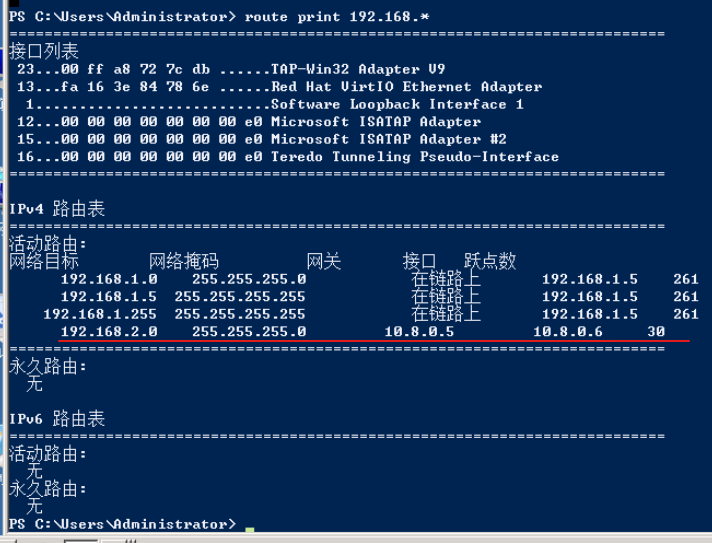 PS C:\Users\Administrator> route print 192.168.*
===========================================================================
接口列表
 23...00 ff a8 72 7c db ......TAP-Win32 Adapter V9
 13...fa 16 3e 84 78 6e ......Red Hat VirtIO Ethernet Adapter
  1...........................Software Loopback Interface 1
 12...00 00 00 00 00 00 00 e0 Microsoft ISATAP Adapter
 15...00 00 00 00 00 00 00 e0 Microsoft ISATAP Adapter #2
 16...00 00 00 00 00 00 00 e0 Teredo Tunneling Pseudo-Interface
===========================================================================
IPv4 路由表
===========================================================================
活动路由:
网络目标        网络掩码          网关       接口   跃点数
      192.168.1.0    255.255.255.0            在链路上       192.168.1.5    261
      192.168.1.5  255.255.255.255            在链路上       192.168.1.5    261
    192.168.1.255  255.255.255.255            在链路上       192.168.1.5    261
      192.168.2.0    255.255.255.0         10.8.0.5         10.8.0.6     30
===========================================================================
永久路由:
  无
IPv6 路由表
===========================================================================
活动路由:
  无
永久路由:
  无
PS C:\Users\Administrator>